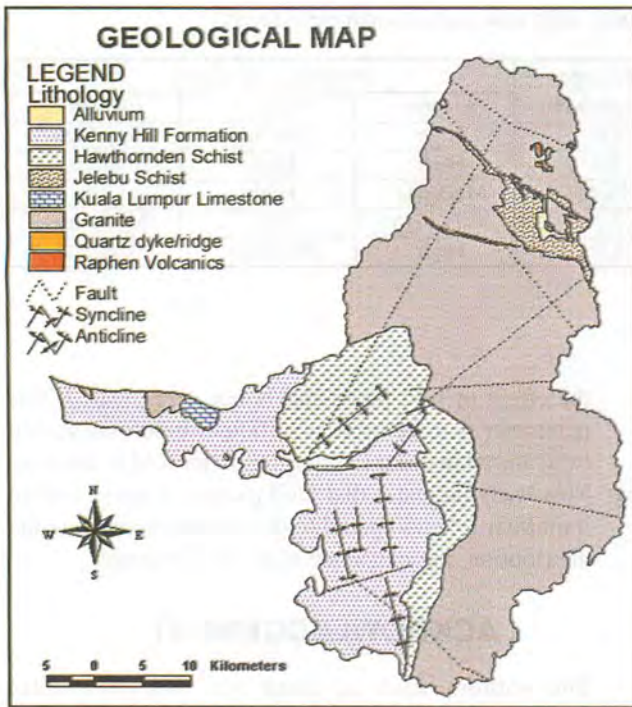 GEOLOGICAL MAP
LEGEND
Lithology
Alluvium
Kenny Hill Formation
Hawthornden Schist
Jelebu Schist
Kuala Lumpur Limestone
Granite
Quartz dyke/ridge
Raphen Volcanics
Fault
Syncline
Anticline
N
W E
S
5 0 5 10 Kilometers